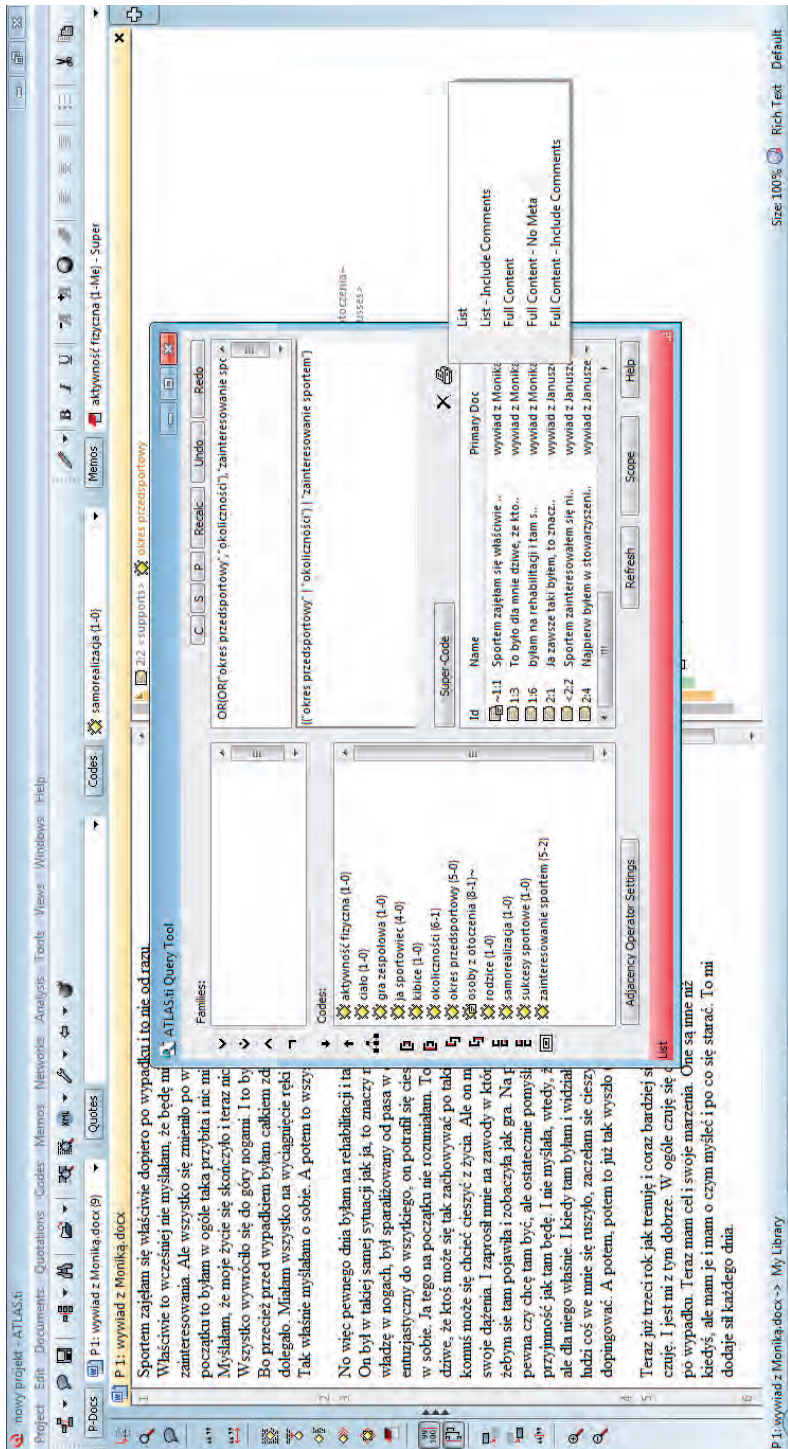 nowy projekt - ATLAS.ti
Project Edit Documents Quotations Codes Memos Networks Analysis Tools Views Windows Help
P-Docs P 1: wywiad z Moniką.docx (9) Quotes Codes samorealizacja {1-0} Memos aktywność fizyczna {1-Me} - Super
P 1: wywiad z Moniką.docx
1 Sportem zajęłam się właściwie dopiero po wypadku i to nie od razu.
Właściwie to wcześniej nie myślałam, że będę mi
zainteresowania. Ale wszystko się zmieniło po w
początku to byłam w ogóle taka przybita i nic mi
Myślałam, że moje życie się skończyło i teraz nic
Wszystko wywróciło się do góry nogami. I to by
Bo przecież przed wypadkiem byłam całkiem zd
dolegało. Miałam wszystko na wyciągnięcie ręki
Tak właśnie myślałam o sobie. A potem to wszy
2
3 No więc pewnego dnia byłam na rehabilitacji i ta
On był w takiej samej sytuacji jak ja, to znaczy r
władzę w nogach, był sparaliżowany od pasa w
entuzjastyczny do wszytkiego, on potrafił się cies
w sobie. Ja tego na początku nie rozumiałam. To
dziwe, że ktoś może się tak zachowywać po taki
komuś może się chcieć cieszyć z życia. Ale on m
swoje dążenia. I zaprosił mnie na zawody w któr
żebym sie tam pojawiła i zobaczyła jak gra. Na p
pewna czy chcę tam być, ale ostatecznie pomyśl
przyjmność jak tam będę. I nie myślała, wtedy, ż
ale dla niego właśnie. I kiedy tam byłam i widział
ludzi coś we mnie się ruszyło, zaczełam sie cieszy
dopingować. A potem, potem to już tak wyszło
4
5 Teraz już trzeci rok jak trenuję i coraz bardziej s
czuję. I jest mi z tym dobrze. W ogóle czuję się
po wypadku. Teraz mam cel i swoje marzenia. One są inne niż
kiedyś, ale mam je i mam o czym myśleć i po co się starać. To mi
dodaje sił każdego dnia.
6
2:2 <supports> okres przedsportowy
otoczenia~
usses>
ATLAS.ti Query Tool
Families:
C S P Recalc Undo Redo
OR(OR("okres przedsportowy","okoliczności"),"zainteresowanie spo
(("okres przedsportowy" | "okoliczności") | "zainteresowanie sportem")
Codes:
aktywność fizyczna {1-0}
ciało {1-0}
gra zespołowa {1-0}
ja sportowiec {4-0}
kibice {1-0}
okoliczności {6-1}
okres przedsportowy {5-0}
osoby z otoczenia {8-1}~
rodzice {1-0}
samorealizacja {1-0}
sukcesy sportowe {1-0}
zainteresowanie sportem {5-2}
Super-Code
Id Name Primary Doc
~1:1 Sportem zajęłam się właściwie .. wywiad z Monika
1:3 To było dla mnie dziwe, że kto.. wywiad z Monika
1:6 byłam na rehabilitacji i tam s.. wywiad z Monika
2:1 Ja zawsze taki byłem, to znacz.. wywiad z Janusze
<2:2 Sportem zainteresowałem się ni.. wywiad z Janusze
2:4 Najpierw byłem w stowarzyszeni.. wywiad z Janusze
Adjacency Operator Settings Refresh Scope Help
List
List
List - Include Comments
Full Content
Full Content - No Meta
Full Content - Include Comments
P 1: wywiad z Moniką.docx -> My Library Size: 100% Rich Text Default